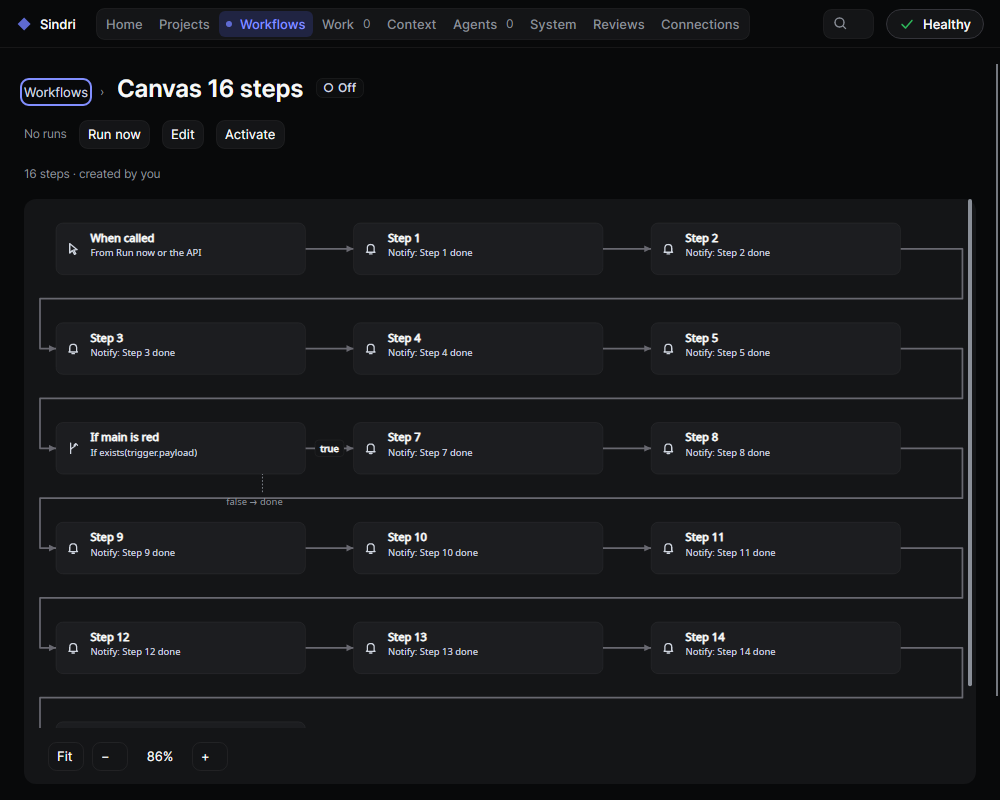 Sindri
Home Projects Workflows Work 0 Context Agents 0 System Reviews Connections
Healthy
Workflows › Canvas 16 steps Off
No runs Run now Edit Activate
16 steps · created by you
When called
From Run now or the API
Step 1
Notify: Step 1 done
Step 2
Notify: Step 2 done
Step 3
Notify: Step 3 done
Step 4
Notify: Step 4 done
Step 5
Notify: Step 5 done
If main is red
If exists(trigger.payload)
true
Step 7
Notify: Step 7 done
Step 8
Notify: Step 8 done
false → done
Step 9
Notify: Step 9 done
Step 10
Notify: Step 10 done
Step 11
Notify: Step 11 done
Step 12
Notify: Step 12 done
Step 13
Notify: Step 13 done
Step 14
Notify: Step 14 done
Fit − 86% +